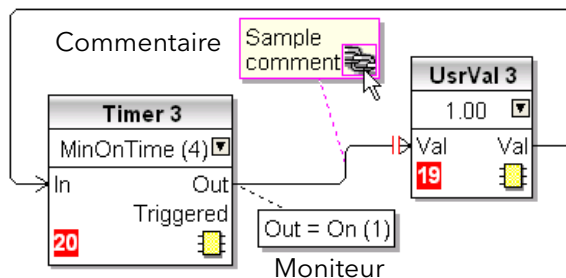 Commentaire
Sample
comment
UsrVal 3
1.00
Val Val
19
Timer 3
MinOnTime (4)
In Out
Triggered
20
Out = On (1)
Moniteur